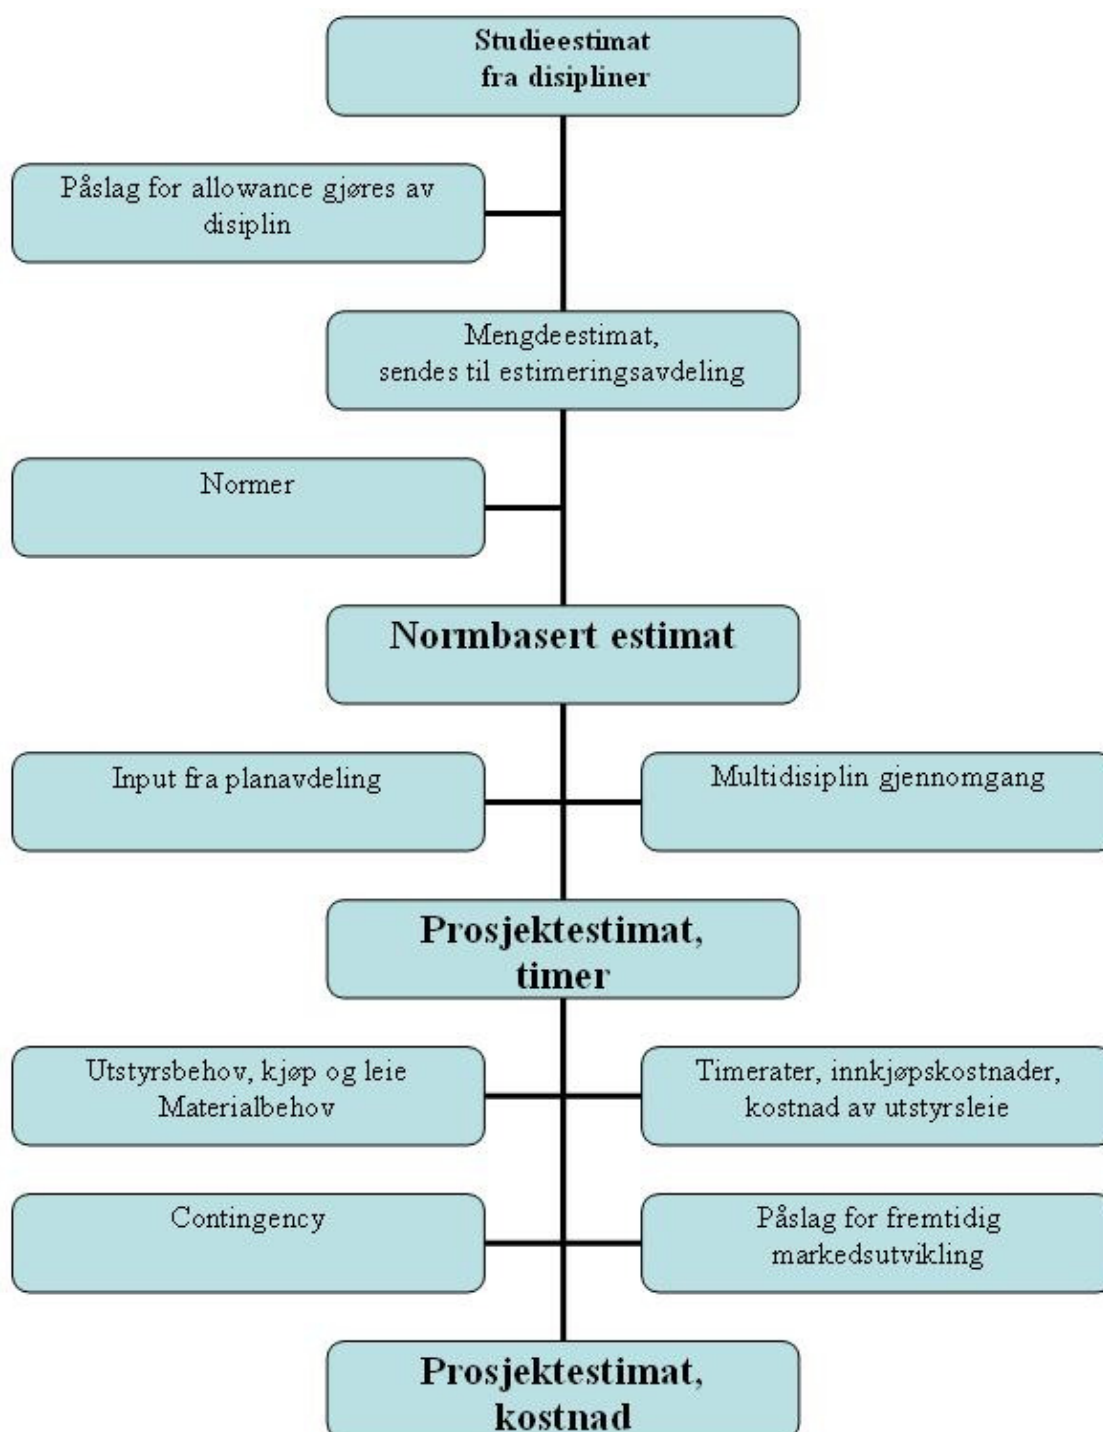 Studieestimat
fra disipliner
Påslag for allowance gjøres av
disiplin
Mengdeestimat,
sendes til estimeringsavdeling
Normer
Normbasert estimat
Input fra planavdeling
Multidisiplin gjennomgang
Prosjektestimat,
timer
Utstyrsbehov, kjøp og leie
Materialbehov
Timerater, innkjøpskostnader,
kostnad av utstyrsleie
Contingency
Påslag for fremtidig
markedsutvikling
Prosjektestimat,
kostnad